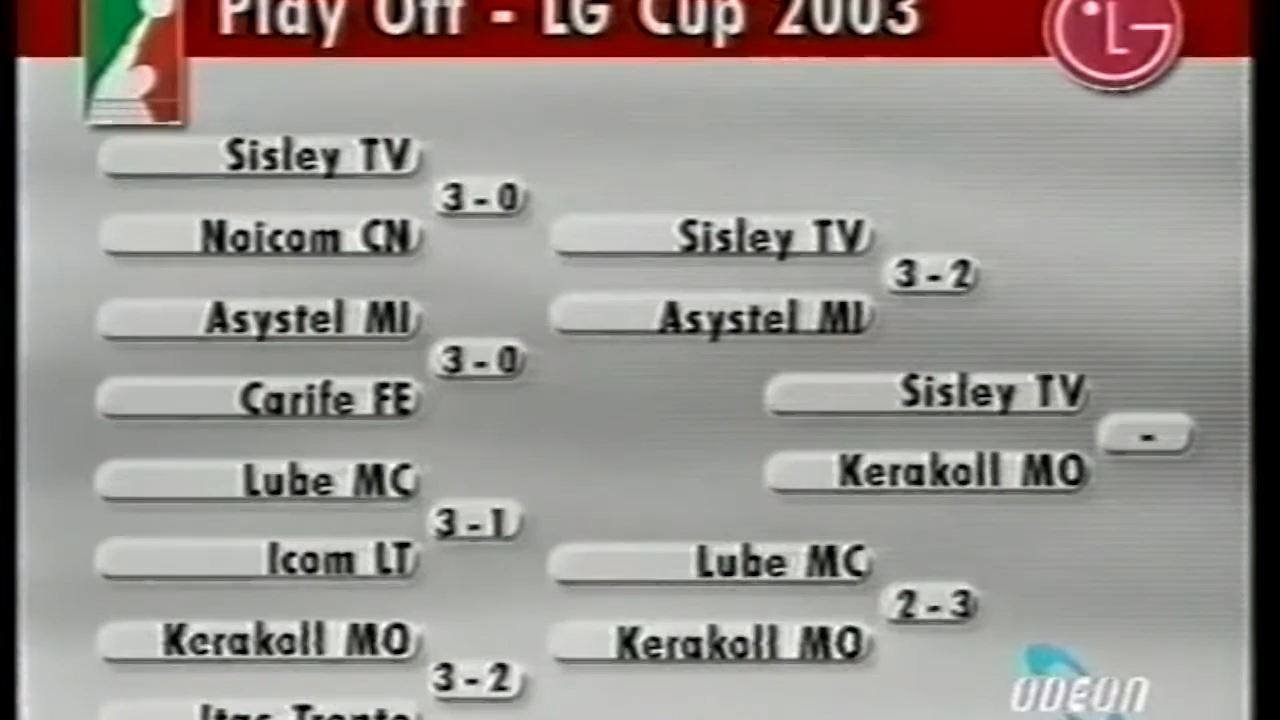 Play Off - LG Cup 2003
LG
Sisley TV
3 - 0
Noicom CN
Sisley TV
3 - 2
Asystel MI
Asystel MI
3 - 0
Carife FE
Sisley TV
-
Kerakoll MO
Lube MC
3 - 1
Icom LT
Lube MC
2 - 3
Kerakoll MO
Kerakoll MO
3 - 2
Itas Trento
ODEON